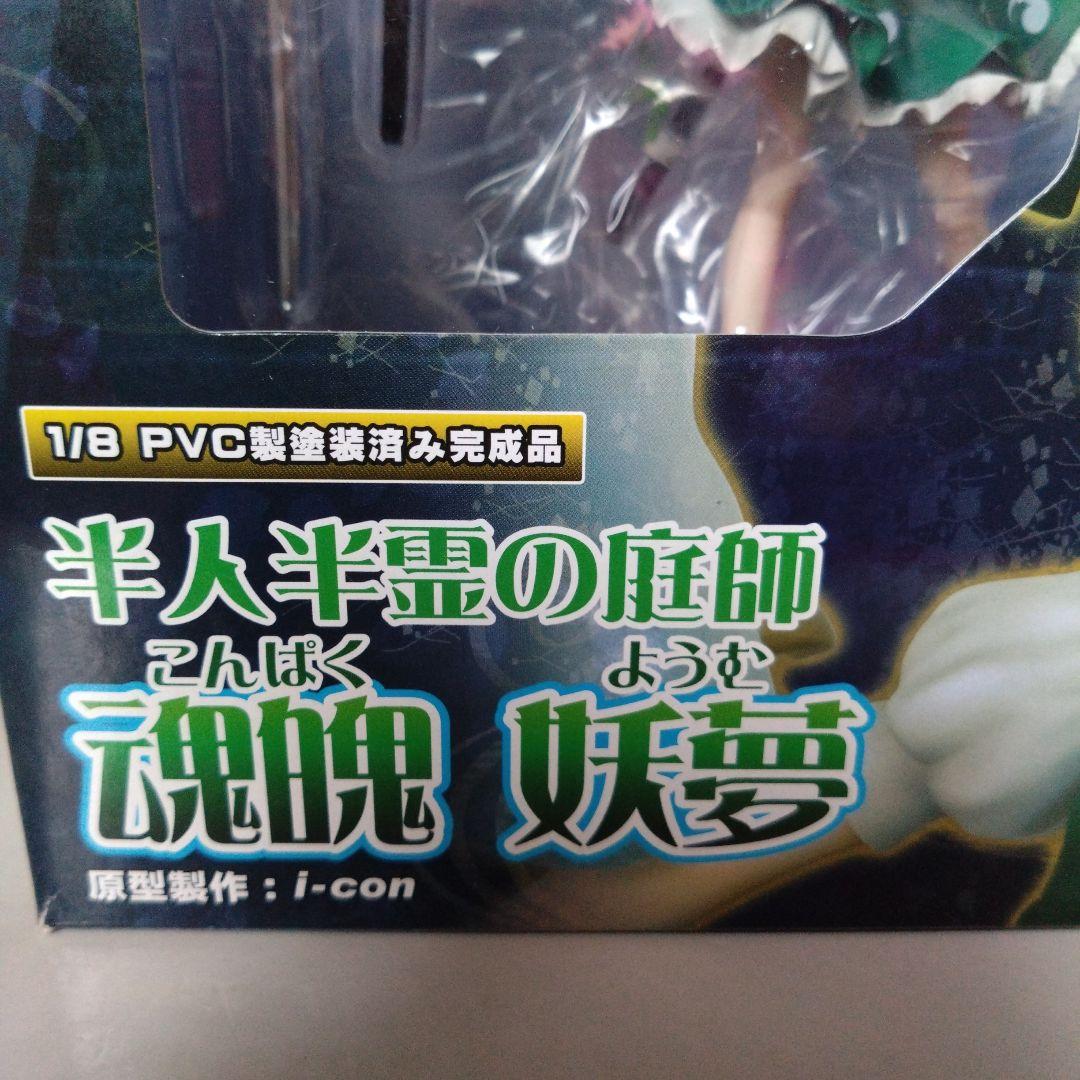 1/8 PVC製塗装済み完成品
半人半霊の庭師
こんぱく ようむ
魂魄 妖夢
原型製作：i-con